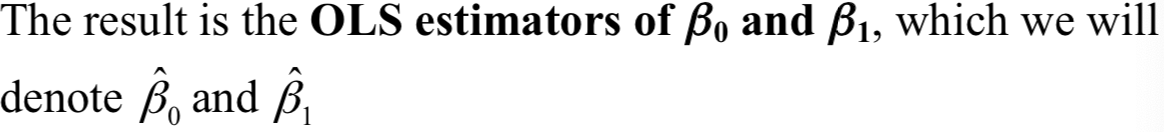 The result is the OLS estimators of β₀ and β₁, which we will
denote β̂₀ and β̂₁